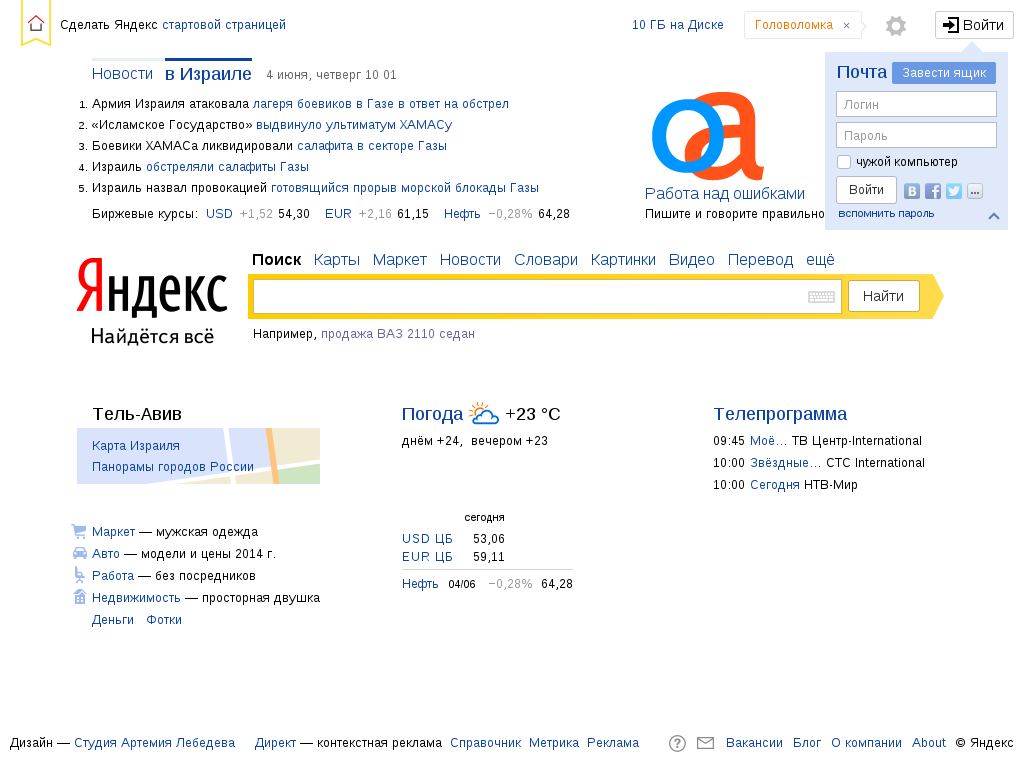 Сделать Яндекс стартовой страницей
10 ГБ на Диске
Головоломка ×
Войти
Новости в Израиле 4 июня, четверг 10 01
1. Армия Израиля атаковала лагеря боевиков в Газе в ответ на обстрел
2. «Исламское Государство» выдвинуло ультиматум ХАМАСу
3. Боевики ХАМАСа ликвидировали салафита в секторе Газы
4. Израиль обстреляли салафиты Газы
5. Израиль назвал провокацией готовящийся прорыв морской блокады Газы
Биржевые курсы: USD +1,52 54,30 EUR +2,16 61,15 Нефть −0,28% 64,28
оа
Работа над ошибками
Пишите и говорите правильно
Почта Завести ящик
Логин
Пароль
чужой компьютер
Войти
вспомнить пароль
Поиск Карты Маркет Новости Словари Картинки Видео Перевод ещё
Яндекс
Найдётся всё
Найти
Например, продажа ВАЗ 2110 седан
Тель-Авив
Карта Израиля
Панорамы городов России
Маркет — мужская одежда
Авто — модели и цены 2014 г.
Работа — без посредников
Недвижимость — просторная двушка
Деньги Фотки
Погода +23 °C
днём +24, вечером +23
сегодня
USD ЦБ 53,06
EUR ЦБ 59,11
Нефть 04/06 −0,28% 64,28
Телепрограмма
09:45 Моё... ТВ Центр-International
10:00 Звёздные... СТС International
10:00 Сегодня НТВ-Мир
Дизайн — Студия Артемия Лебедева Директ — контекстная реклама Справочник Метрика Реклама ? Вакансии Блог О компании About © Яндекс